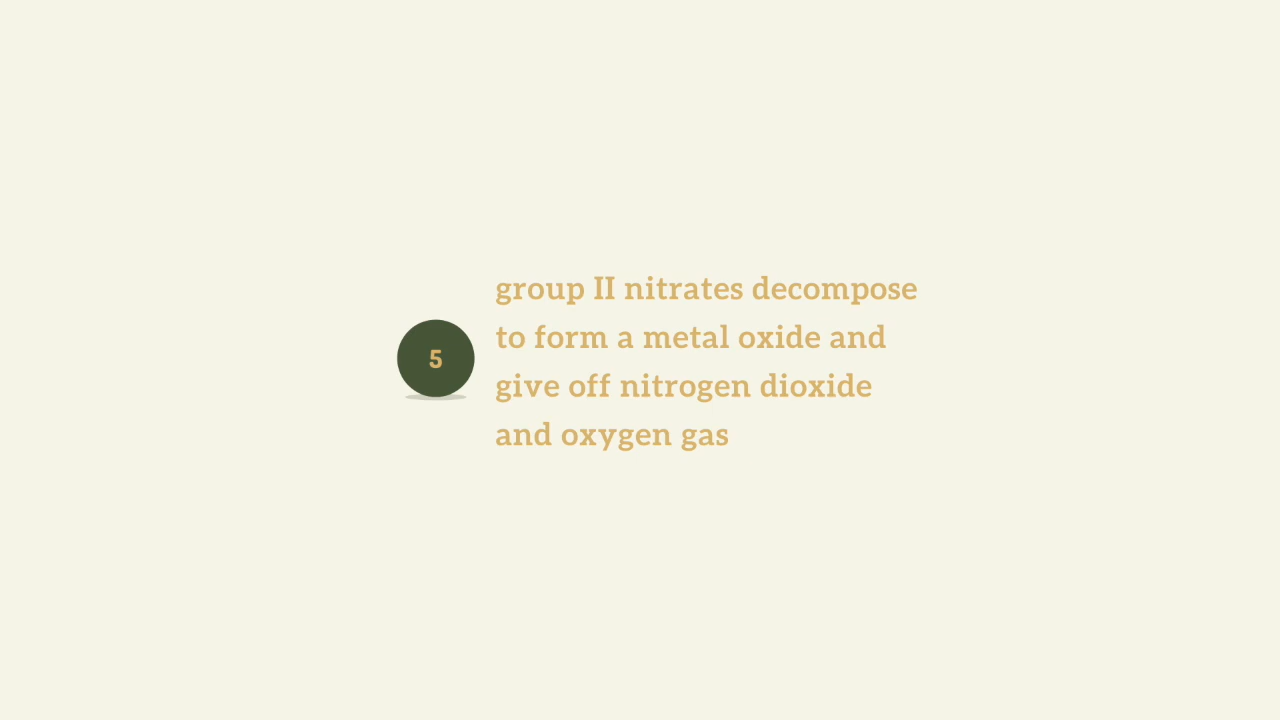 5
group II nitrates decompose
to form a metal oxide and
give off nitrogen dioxide
and oxygen gas